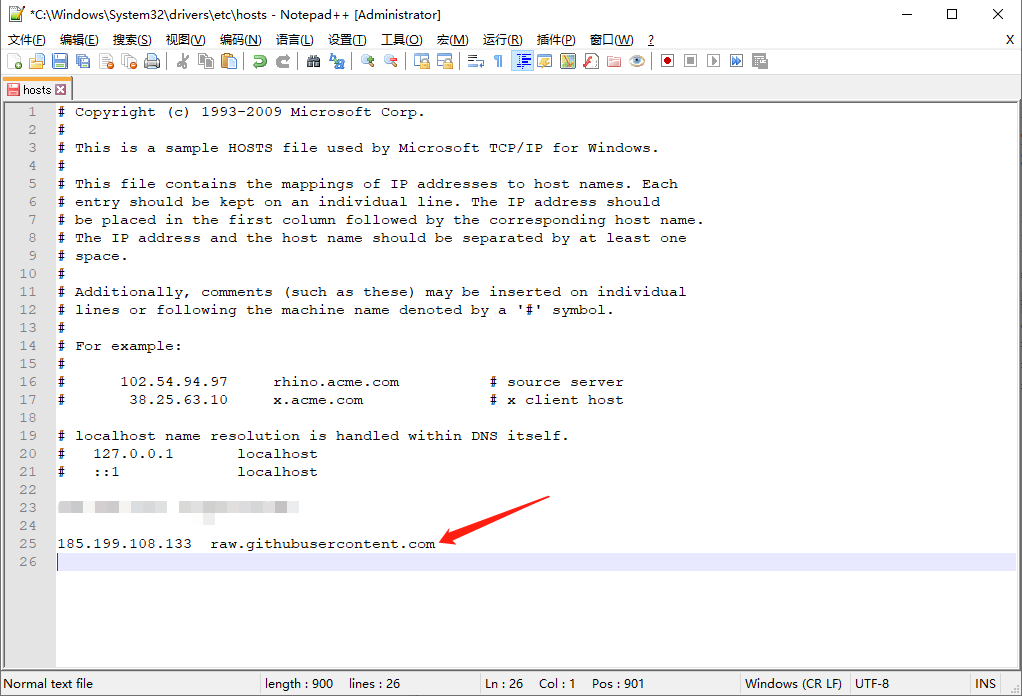 *C:\Windows\System32\drivers\etc\hosts - Notepad++ [Administrator]
文件(F) 编辑(E) 搜索(S) 视图(V) 编码(N) 语言(L) 设置(T) 工具(O) 宏(M) 运行(R) 插件(P) 窗口(W) ? X
hosts
1 # Copyright (c) 1993-2009 Microsoft Corp.
2 #
3 # This is a sample HOSTS file used by Microsoft TCP/IP for Windows.
4 #
5 # This file contains the mappings of IP addresses to host names. Each
6 # entry should be kept on an individual line. The IP address should
7 # be placed in the first column followed by the corresponding host name.
8 # The IP address and the host name should be separated by at least one
9 # space.
10 #
11 # Additionally, comments (such as these) may be inserted on individual
12 # lines or following the machine name denoted by a '#' symbol.
13 #
14 # For example:
15 #
16 # 102.54.94.97 rhino.acme.com # source server
17 # 38.25.63.10 x.acme.com # x client host
18
19 # localhost name resolution is handled within DNS itself.
20 # 127.0.0.1 localhost
21 # ::1 localhost
22
23
24
25 185.199.108.133 raw.githubusercontent.com
26
Normal text file length : 900 lines : 26 Ln : 26 Col : 1 Pos : 901 Windows (CR LF) UTF-8 INS